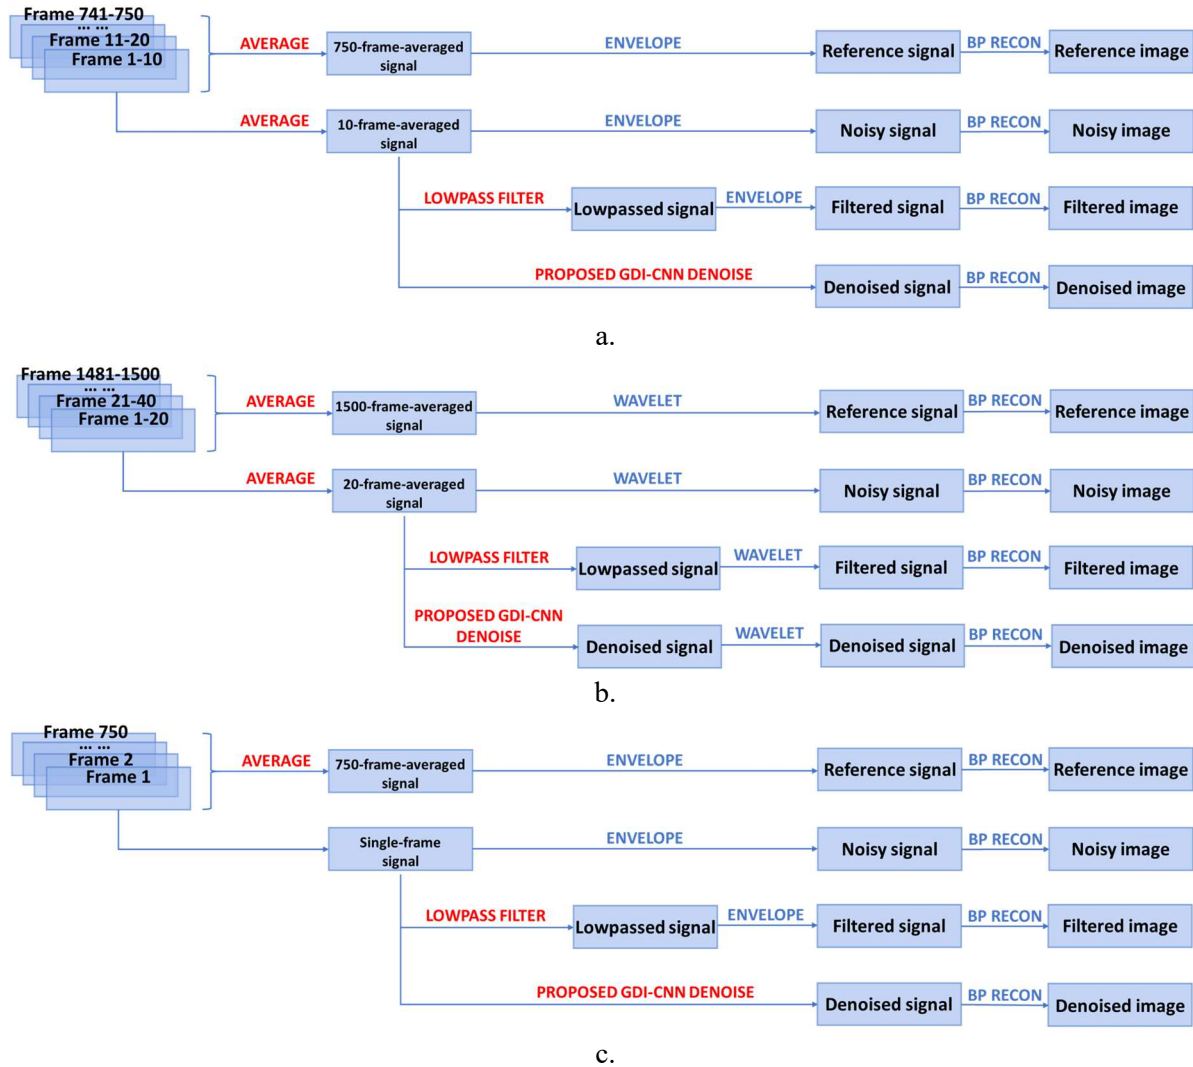 Frame 741-750
... ...
Frame 11-20
Frame 1-10
AVERAGE
750-frame-averaged
signal
ENVELOPE
Reference signal
BP RECON
Reference image
AVERAGE
10-frame-averaged
signal
ENVELOPE
Noisy signal
BP RECON
Noisy image
LOWPASS FILTER
Lowpassed signal
ENVELOPE
Filtered signal
BP RECON
Filtered image
PROPOSED GDI-CNN DENOISE
Denoised signal
BP RECON
Denoised image
a.
Frame 1481-1500
... ...
Frame 21-40
Frame 1-20
AVERAGE
1500-frame-averaged
signal
WAVELET
Reference signal
BP RECON
Reference image
AVERAGE
20-frame-averaged
signal
WAVELET
Noisy signal
BP RECON
Noisy image
LOWPASS FILTER
Lowpassed signal
WAVELET
Filtered signal
BP RECON
Filtered image
PROPOSED GDI-CNN
DENOISE
Denoised signal
WAVELET
Denoised signal
BP RECON
Denoised image
b.
Frame 750
... ...
Frame 2
Frame 1
AVERAGE
750-frame-averaged
signal
ENVELOPE
Reference signal
BP RECON
Reference image
Single-frame
signal
ENVELOPE
Noisy signal
BP RECON
Noisy image
LOWPASS FILTER
Lowpassed signal
ENVELOPE
Filtered signal
BP RECON
Filtered image
PROPOSED GDI-CNN DENOISE
Denoised signal
BP RECON
Denoised image
c.